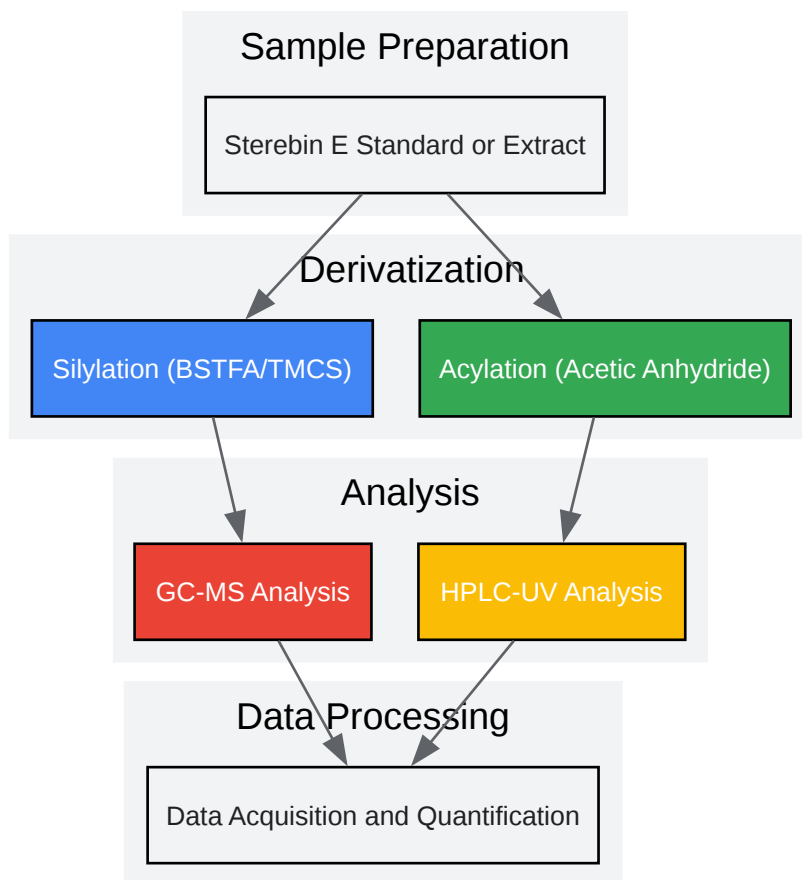 Sample Preparation
Sterebin E Standard or Extract
Derivatization
Silylation (BSTFA/TMCS)
Acylation (Acetic Anhydride)
Analysis
GC-MS Analysis
HPLC-UV Analysis
Data Processing
Data Acquisition and Quantification